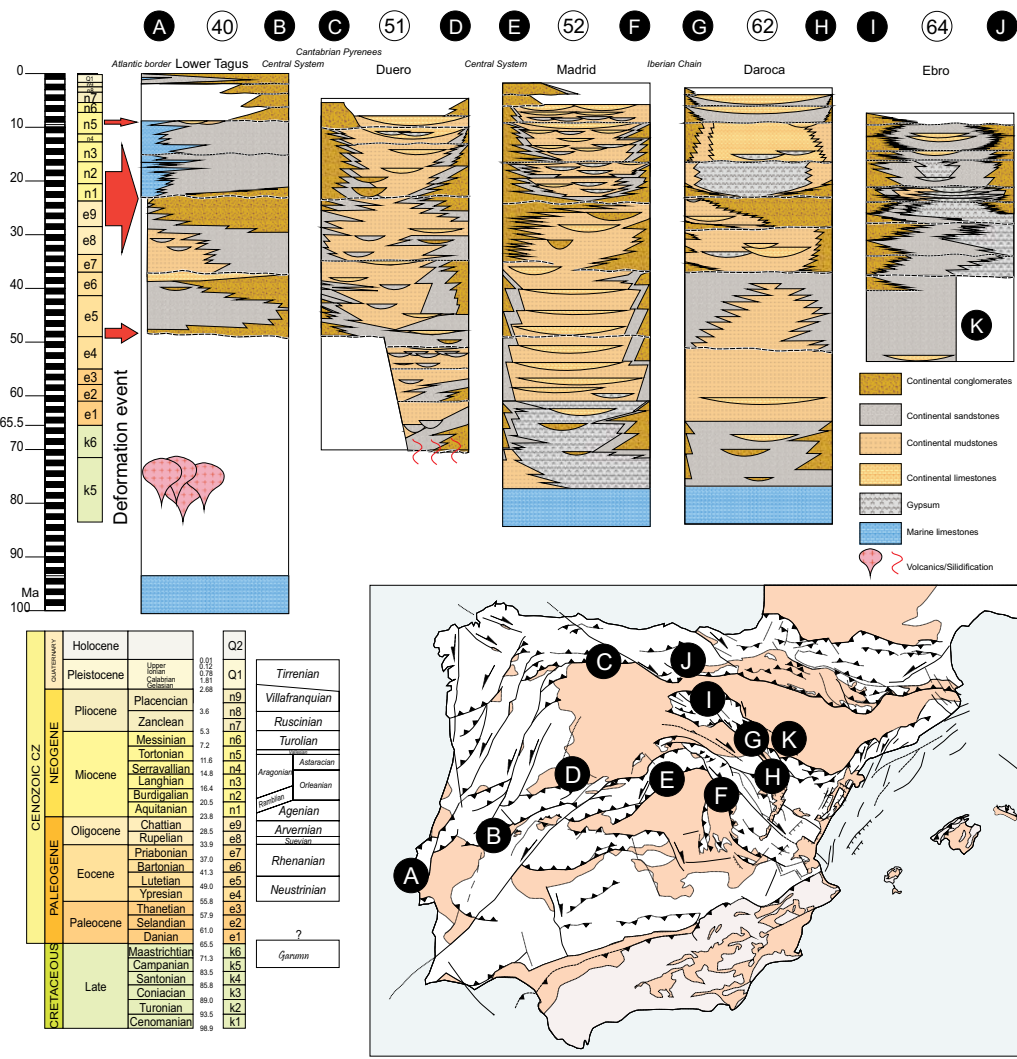 A 40 B C 51 D E 52 F G 62 H I 64 J
Cantabrian Pyrenees
Atlantic border Lower Tagus Central System Duero Central System Madrid Iberian Chain Daroca Ebro
0
10
20
30
40
50
60
65.5
70
80
90
Ma
100
Q1
n7
n6
n5
n4
n3
n2
n1
e9
e8
e7
e6
e5
e4
e3
e2
e1
k6
k5
Deformation event
K
Continental conglomerates
Continental sandstones
Continental mudstones
Continental limestones
Gypsum
Marine limestones
Volcanics/Silidification
CENOZOIC CZ
QUATERNARY
NEOGENE
PALEOGENE
CRETACEOUS
Holocene Q2
0.01
Pleistocene Upper Ionian Calabrian Gelasian 0.12 0.78 1.81 Q1 Tirrenian
2.68
Pliocene Placencian n9 Villafranquian
3.6 n8
Zanclean n7 Ruscinian
5.3
Miocene Messinian n6 Turolian
7.2
Tortonian n5
11.6 Astaracian
Serravallian n4 Aragonian
14.8
Langhian n3 Orleanian
16.4
Burdigalian n2 Ramblian
20.5
Aquitanian n1 Agenian
23.8
Oligocene Chattian e9 Arvernian
28.5
Rupelian e8 Suevian
33.9
Eocene Priabonian e7 Rhenanian
37.0
Bartonian e6
41.3
Lutetian e5 Neustrinian
49.0
Ypresian e4
55.8
Paleocene Thanetian e3
57.9
Selandian e2
61.0
Danian e1 ?
65.5
Late Maastrichtian k6 Garumn
71.3
Campanian k5
83.5
Santonian k4
85.8
Coniacian k3
89.0
Turonian k2
93.5
Cenomanian k1
98.9
C J
I
G K
D E H
F
B
A